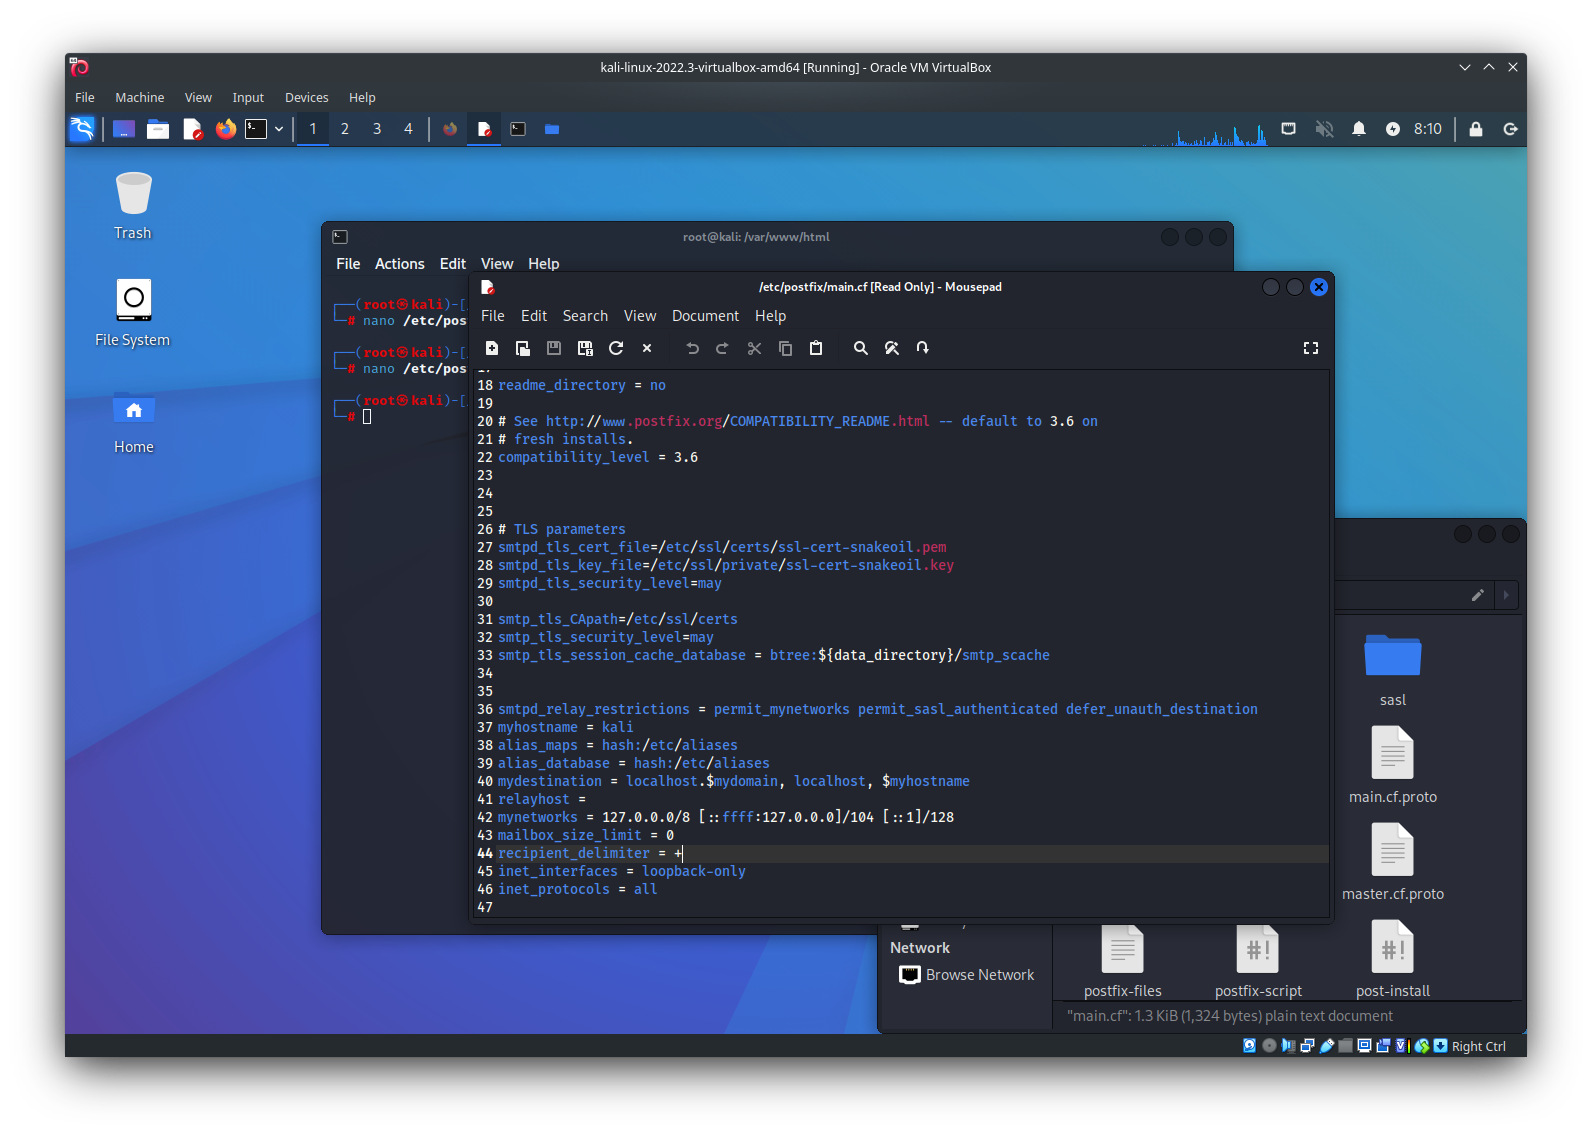 kali-linux-2022.3-virtualbox-amd64 [Running] - Oracle VM VirtualBox
File Machine View Input Devices Help
1 2 3 4 8:10
Trash
File System
Home
root@kali: /var/www/html
File Actions Edit View Help
(root㉿kali)-[
# nano /etc/pos
(root㉿kali)-[
# nano /etc/pos
(root㉿kali)-[
#
/etc/postfix/main.cf [Read Only] - Mousepad
File Edit Search View Document Help
18 readme_directory = no
19
20 # See http://www.postfix.org/COMPATIBILITY_README.html -- default to 3.6 on
21 # fresh installs.
22 compatibility_level = 3.6
23
24
25
26 # TLS parameters
27 smtpd_tls_cert_file=/etc/ssl/certs/ssl-cert-snakeoil.pem
28 smtpd_tls_key_file=/etc/ssl/private/ssl-cert-snakeoil.key
29 smtpd_tls_security_level=may
30
31 smtp_tls_CApath=/etc/ssl/certs
32 smtp_tls_security_level=may
33 smtp_tls_session_cache_database = btree:${data_directory}/smtp_scache
34
35
36 smtpd_relay_restrictions = permit_mynetworks permit_sasl_authenticated defer_unauth_destination
37 myhostname = kali
38 alias_maps = hash:/etc/aliases
39 alias_database = hash:/etc/aliases
40 mydestination = localhost.$mydomain, localhost, $myhostname
41 relayhost =
42 mynetworks = 127.0.0.0/8 [::ffff:127.0.0.0]/104 [::1]/128
43 mailbox_size_limit = 0
44 recipient_delimiter = +
45 inet_interfaces = loopback-only
46 inet_protocols = all
47
sasl
main.cf.proto
master.cf.proto
Network
Browse Network
postfix-files postfix-script post-install
"main.cf": 1.3 KiB (1,324 bytes) plain text document
Right Ctrl